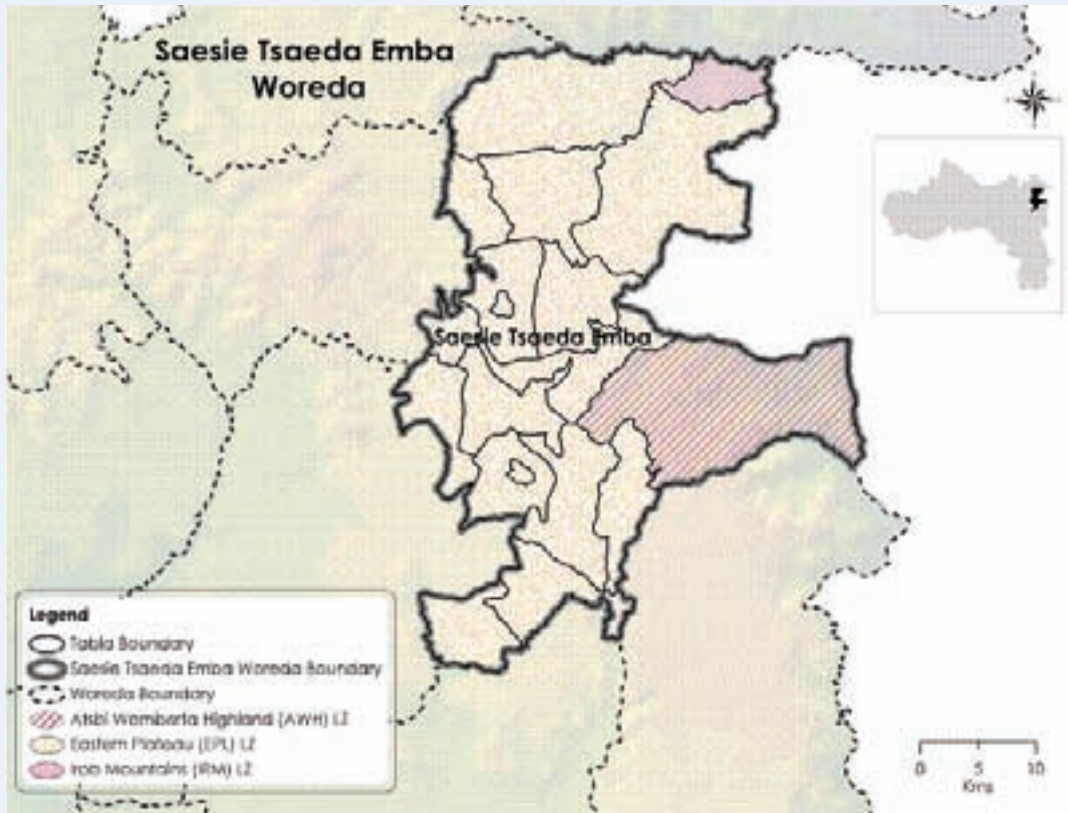 Saesie Tsaeda Emba
Woreda
Saesie Tsaeda Emba
Legend
Tabia Boundary
Saesie Tsaeda Emba Woreda Boundary
Woreda Boundary
Atsbi Wemberta Highland (AWH) LZ
Eastern Plateau (EPL) LZ
Irob Mountains (IRM) LZ
0 5 10
Kms